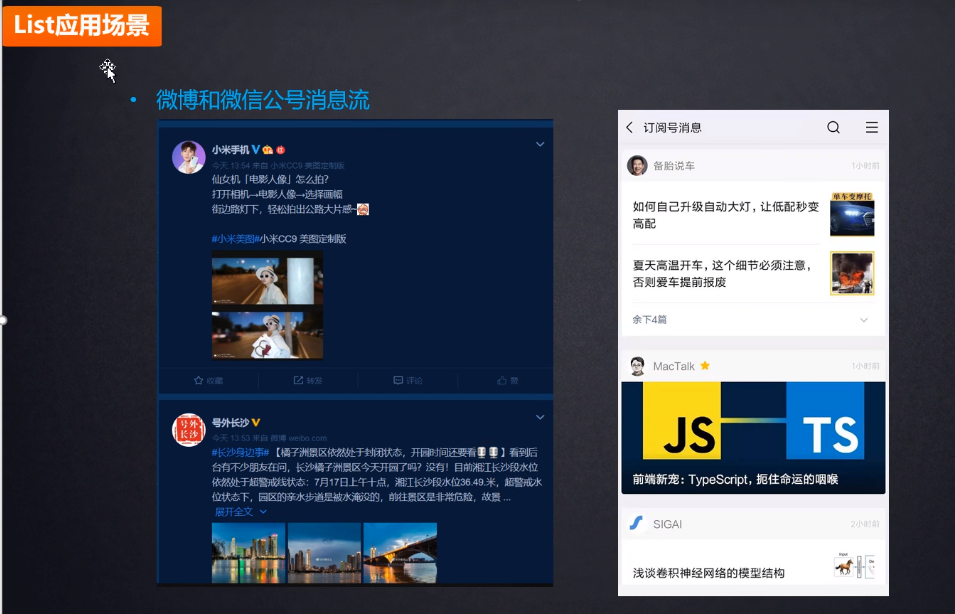 List应用场景
• 微博和微信公号消息流
小米手机
今天 13:54 来自 小米CC9 美图定制版
仙女机「电影人像」怎么拍?
打开相机→电影人像→选择画幅
街边路灯下，轻松拍出公路大片感~
#小米美图#小米CC9 美图定制版
收藏
转发
评论
赞
号外长沙
号外
长沙
今天 13:53 来自 微博 weibo.com
#长沙身边事# 【橘子洲景区依然处于封闭状态，开园时间还要看】看到后
台有不少朋友在问，长沙橘子洲景区今天开园了吗？没有！目前湘江长沙段水位
依然处于超警戒线状态：7月17日上午十点，湘江长沙段水位36.49.米，超警戒水
位状态下，园区的亲水步道是被水淹没的，前往景区是非常危险，故景 ...
展开全文
订阅号消息
备胎说车
1小时前
如何自己升级自动大灯，让低配秒变
高配
单车变摩托
夏天高温开车，这个细节必须注意，
否则爱车提前报废
余下4篇
MacTalk
1小时前
JS
TS
前端新宠：TypeScript，扼住命运的咽喉
SIGAI
2小时前
浅谈卷积神经网络的模型结构